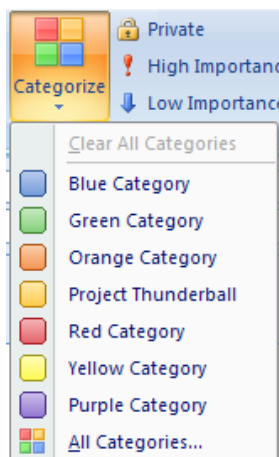 Private
High Importanc
Categorize
Low Importance
Clear All Categories
Blue Category
Green Category
Orange Category
Project Thunderball
Red Category
Yellow Category
Purple Category
All Categories...